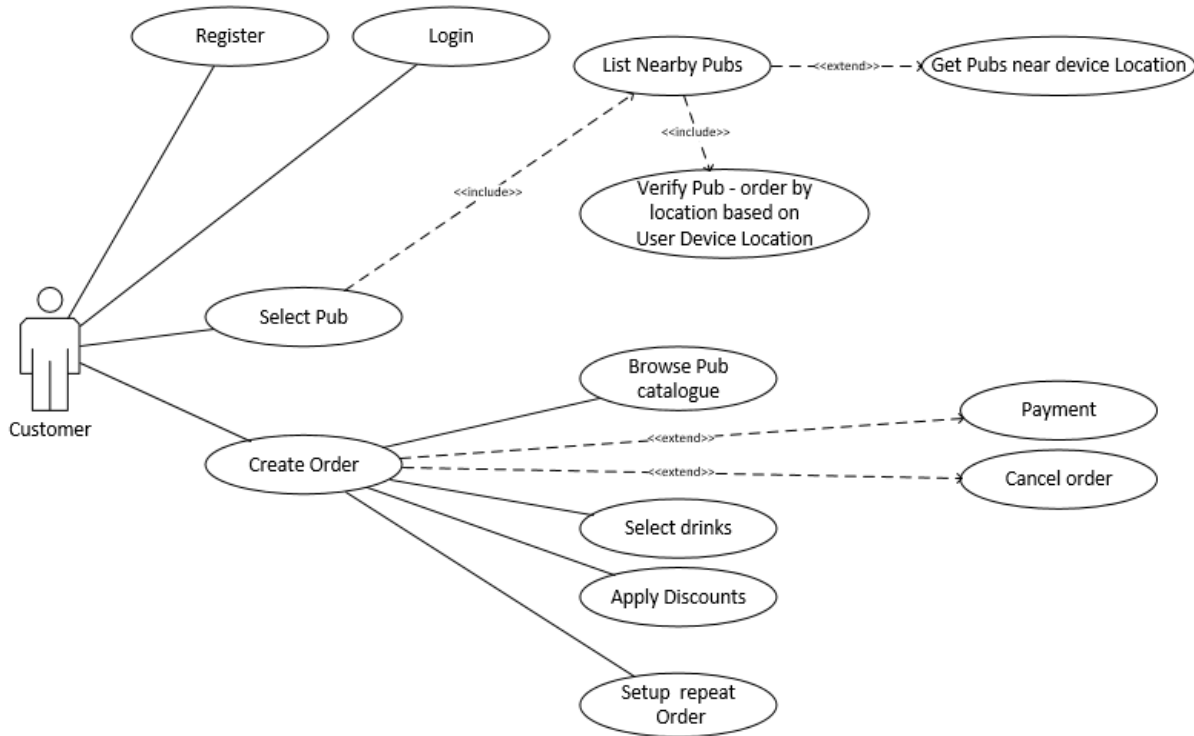 Register
Login
List Nearby Pubs
<<extend>>
Get Pubs near device Location
<<include>>
<<include>>
Verify Pub - order by
location based on
User Device Location
Select Pub
Customer
Browse Pub
catalogue
Payment
<<extend>>
Create Order
<<extend>>
Cancel order
Select drinks
Apply Discounts
Setup repeat
Order